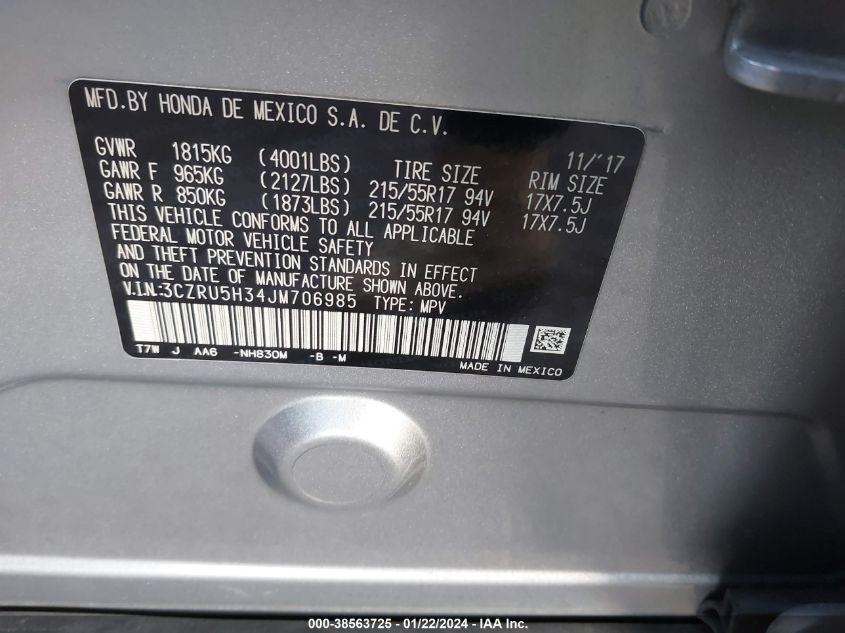 MFD.BY HONDA DE MEXICO S.A. DE C.V.
11/'17
GVWR 1815KG (4001LBS) TIRE SIZE RIM SIZE
GAWR F 965KG (2127LBS) 215/55R17 94V 17X7.5J
GAWR R 850KG (1873LBS) 215/55R17 94V 17X7.5J
THIS VEHICLE CONFORMS TO ALL APPLICABLE
FEDERAL MOTOR VEHICLE SAFETY
AND THEFT PREVENTION STANDARDS IN EFFECT
ON THE DATE OF MANUFACTURE SHOWN ABOVE.
V.I.N.:3CZRU5H34JM706985 TYPE: MPV
T7W J AA6 -NH830M -B -M
MADE IN MEXICO
000-38563725 - 01/22/2024 - IAA Inc.